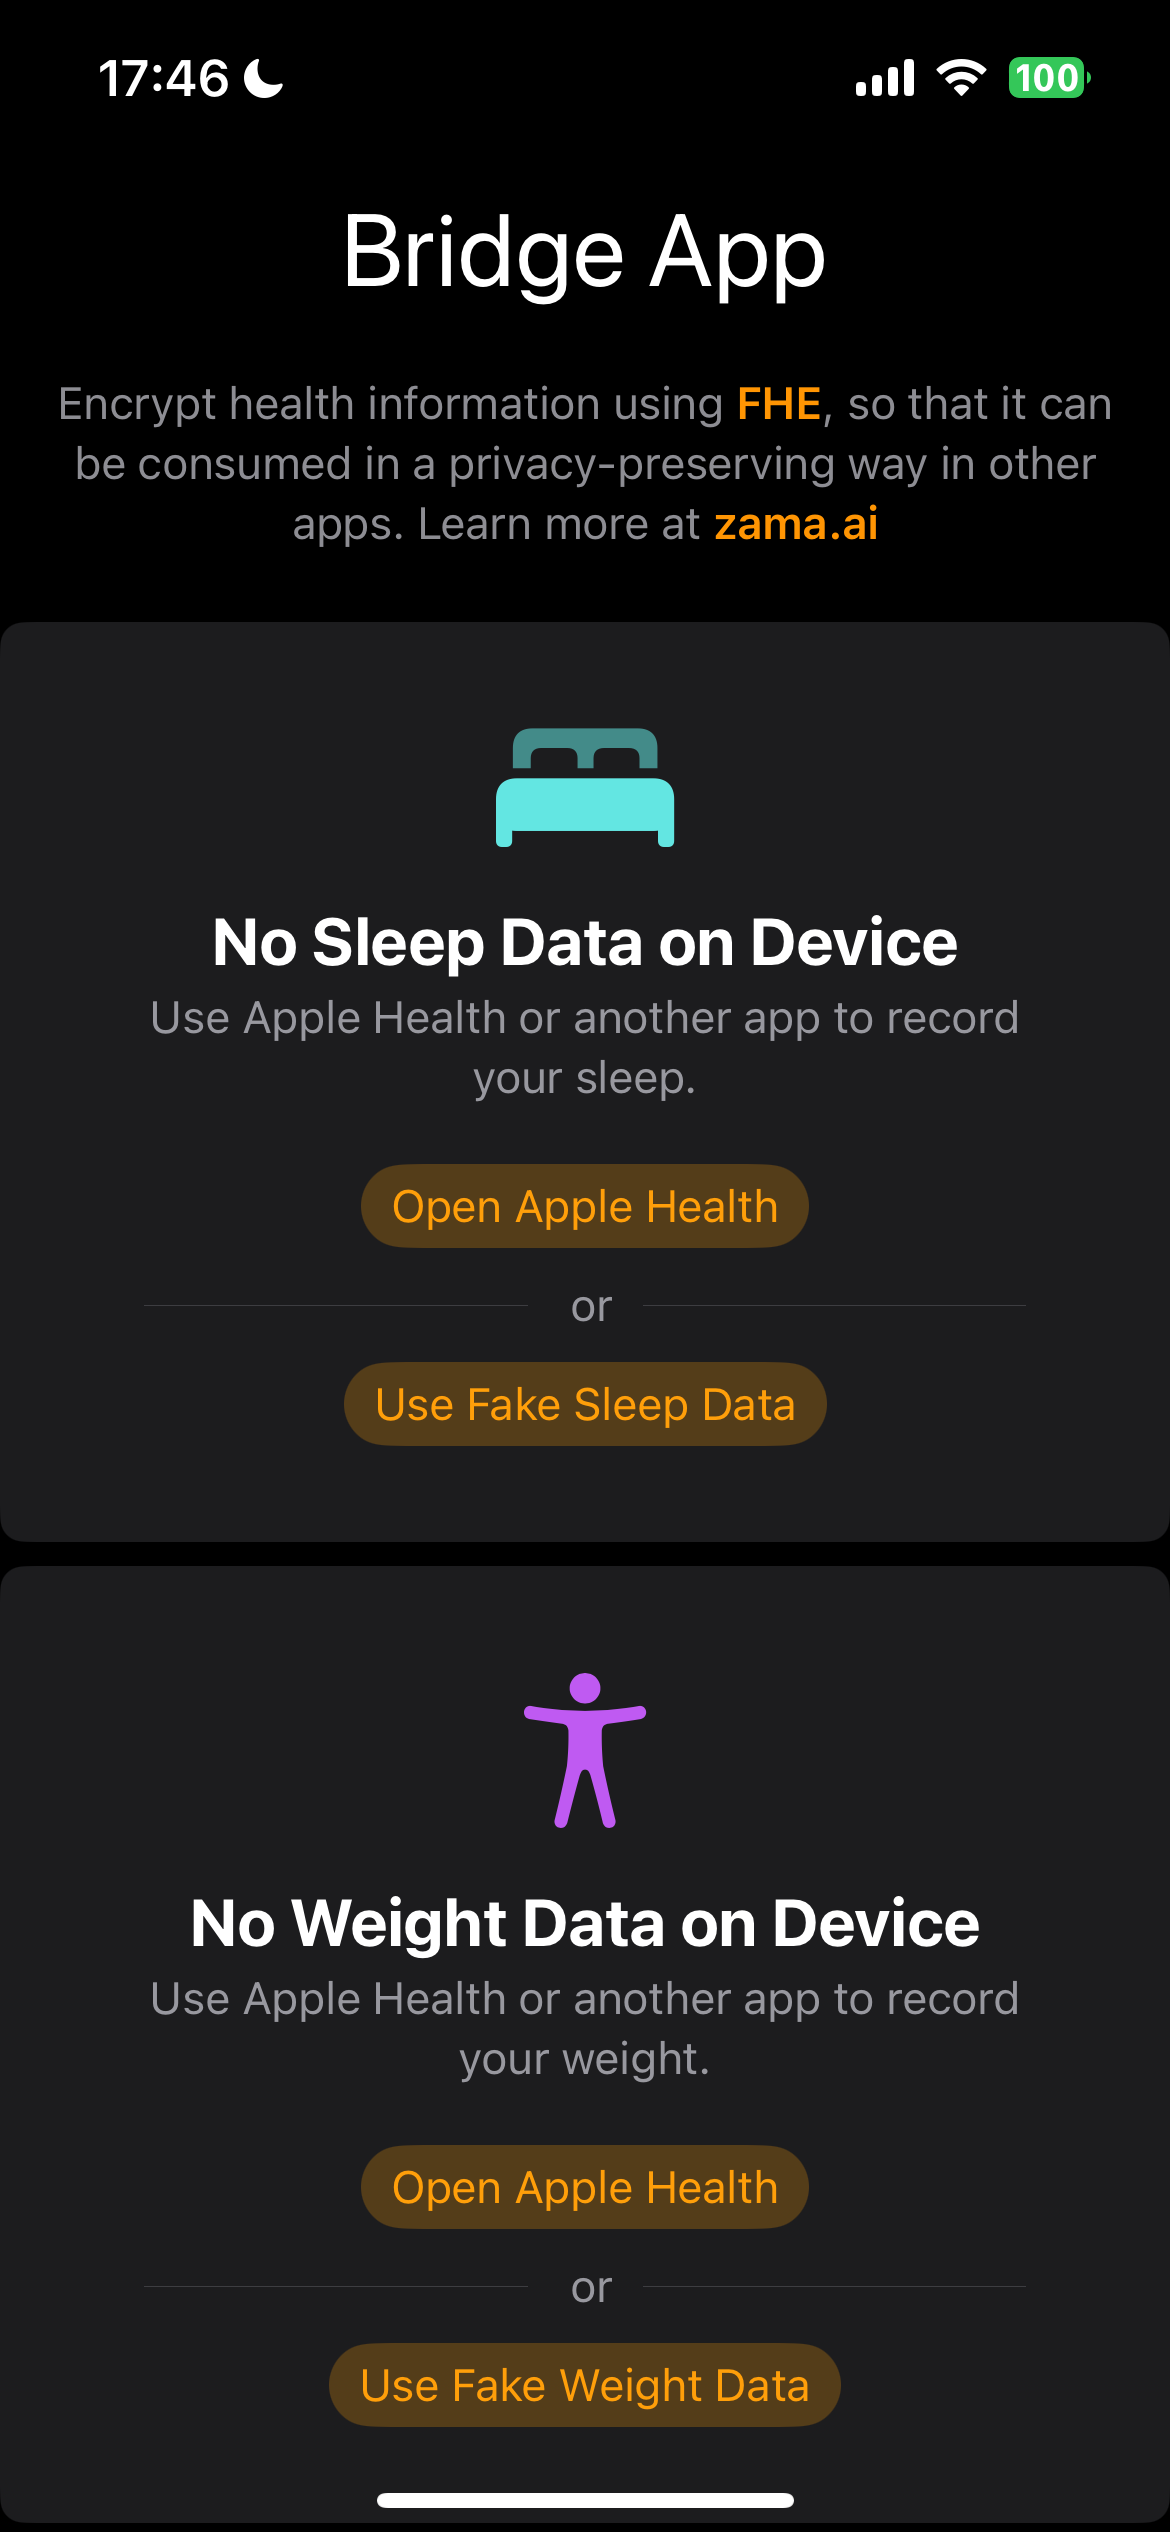 17:46
100
Bridge App
Encrypt health information using FHE, so that it can
be consumed in a privacy-preserving way in other
apps. Learn more at zama.ai
No Sleep Data on Device
Use Apple Health or another app to record
your sleep.
Open Apple Health
or
Use Fake Sleep Data
No Weight Data on Device
Use Apple Health or another app to record
your weight.
Open Apple Health
or
Use Fake Weight Data